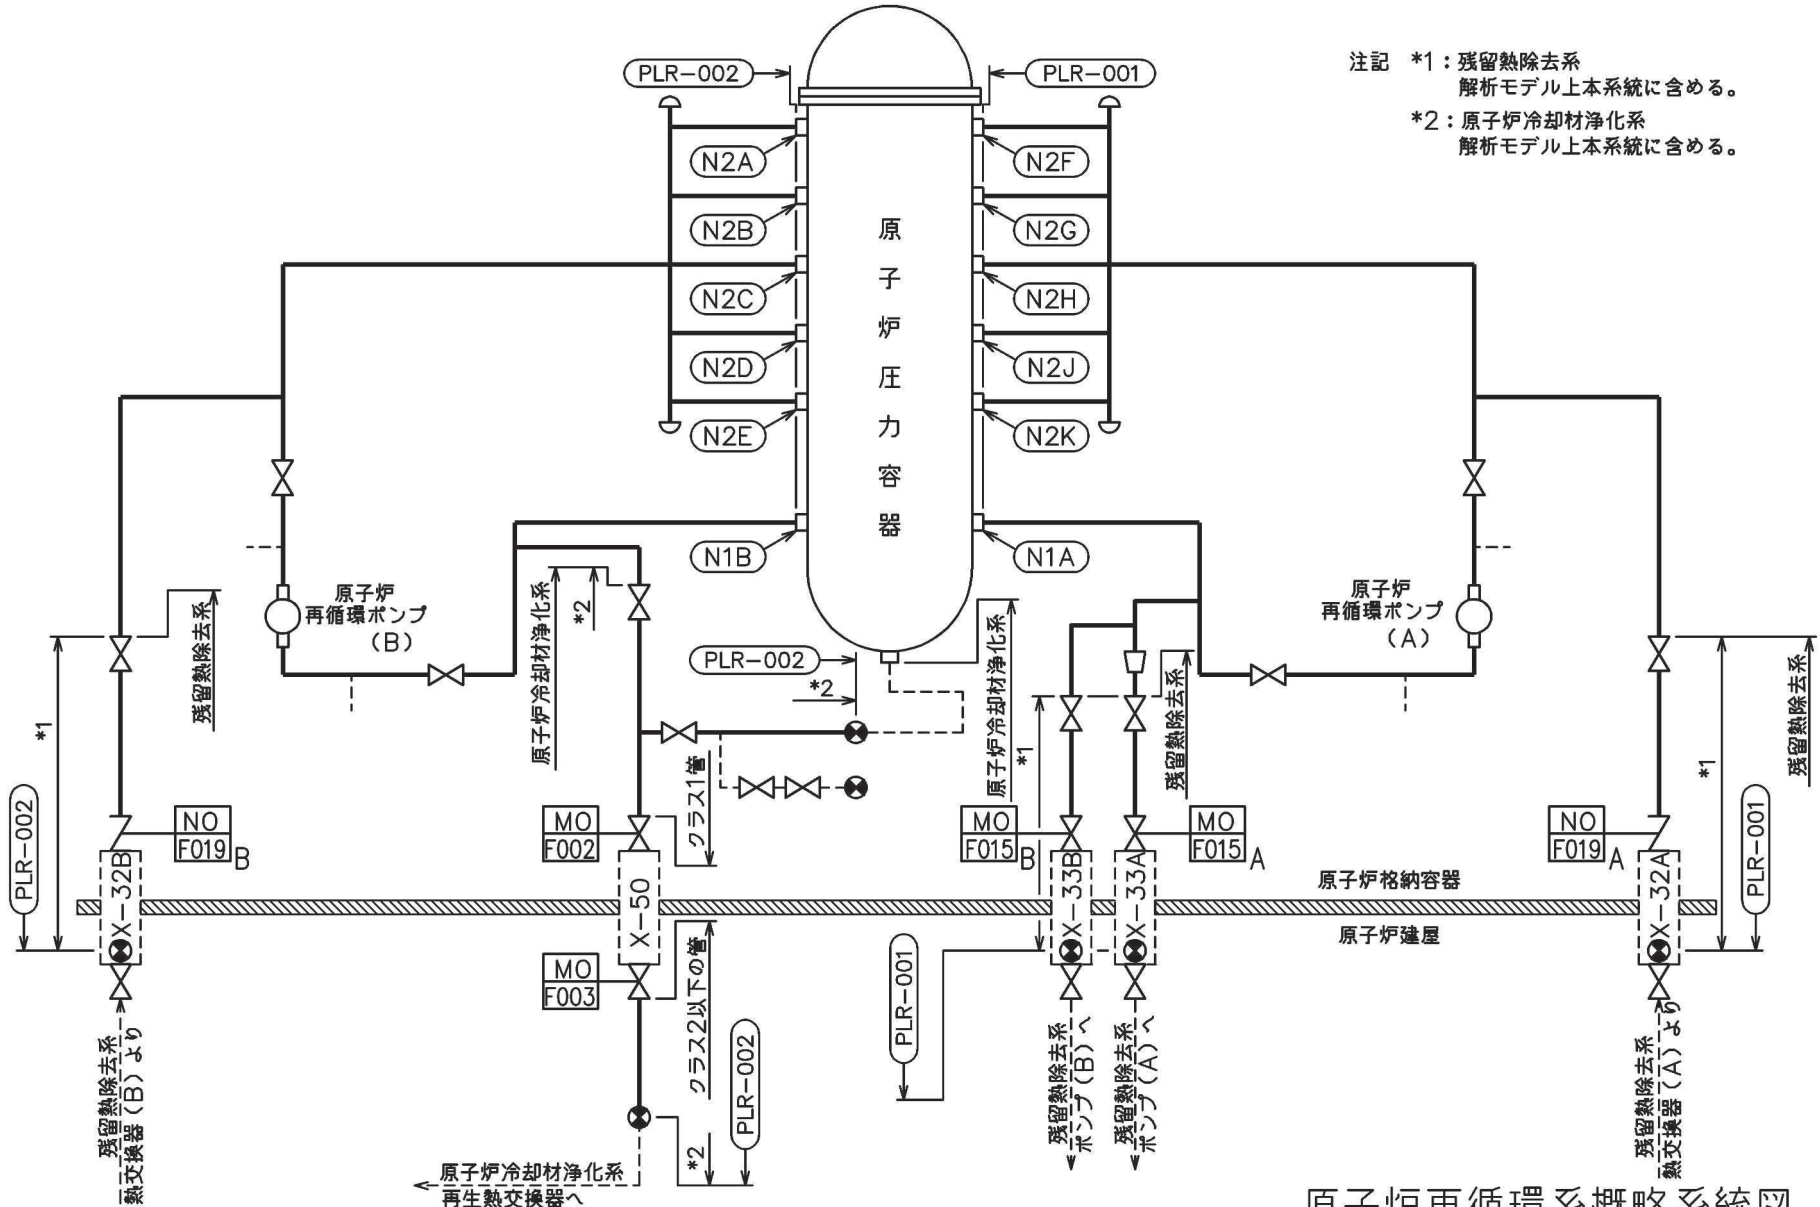 PLR-002
PLR-001
注記 *1：残留熱除去系
解析モデル上本系統に含める。
*2：原子炉冷却材浄化系
解析モデル上本系統に含める。
N2A
N2F
N2B
N2G
N2C
N2H
N2D
N2J
N2E
N2K
N1B
N1A
原子炉圧力容器
原子炉
再循環ポンプ
（B）
原子炉
再循環ポンプ
（A）
残留熱除去系
*1
PLR-002
原子炉冷却材浄化系
*2
PLR-002
*2
原子炉冷却材浄化系
*1
残留熱除去系
残留熱除去系
*1
PLR-001
クラス1管
NO
F019
B
MO
F002
MO
F015
B
MO
F015
A
NO
F019
A
X-32B
X-50
X-33B
X-33A
X-32A
原子炉格納容器
原子炉建屋
MO
F003
クラス2以下の管
*2
PLR-002
PLR-001
残留熱除去系
熱交換器（B）より
残留熱除去系
ポンプ（B）へ
残留熱除去系
ポンプ（A）へ
残留熱除去系
熱交換器（A）より
原子炉冷却材浄化系
再生熱交換器へ
原子炉再循環系概略系統図